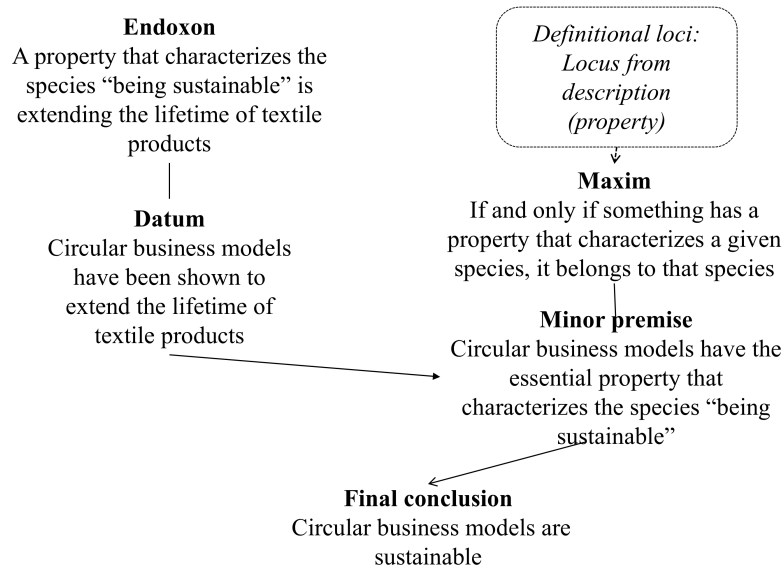 Endoxon
A property that characterizes the
species “being sustainable” is
extending the lifetime of textile
products
Datum
Circular business models
have been shown to
extend the lifetime of
textile products
Definitional loci:
Locus from
description
(property)
Maxim
If and only if something has a
property that characterizes a given
species, it belongs to that species
Minor premise
Circular business models have the
essential property that
characterizes the species “being
sustainable”
Final conclusion
Circular business models are
sustainable